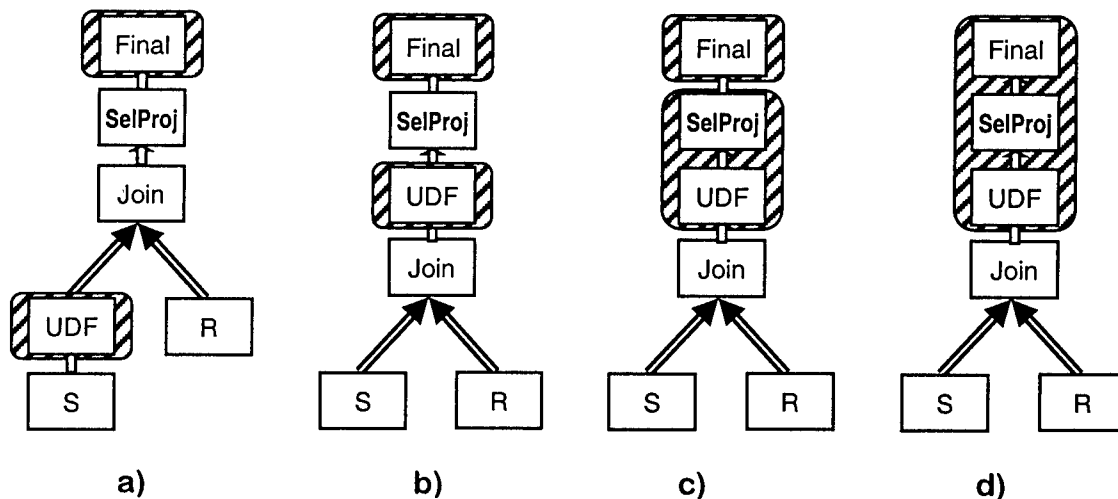 Final Final Final Final
SelProj SelProj SelProj SelProj
Join UDF UDF UDF
UDF R Join Join Join
S S R S R S R
a) b) c) d)